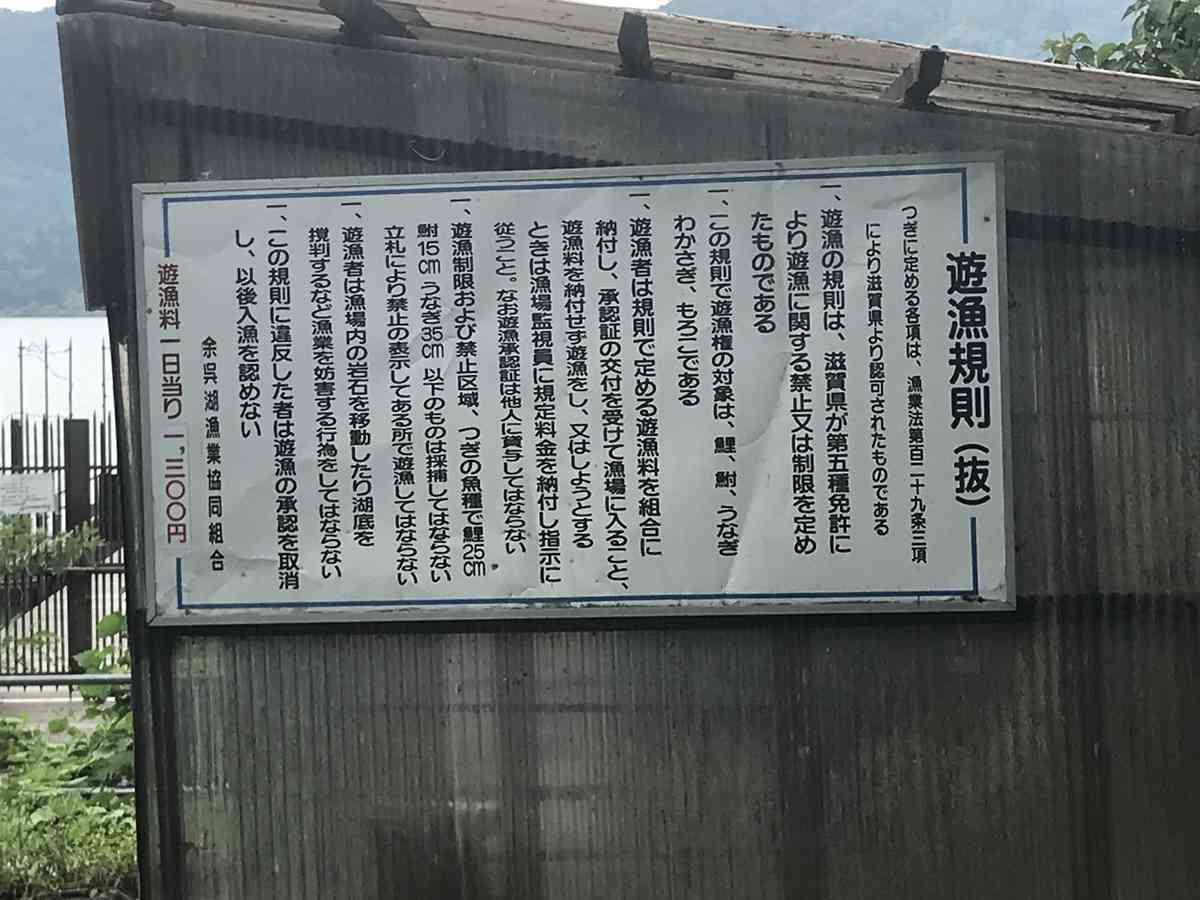 遊漁規則（抜）
つぎに定める各項は、漁業法第百二十九条三項
により滋賀県より認可されたものである
一、遊漁の規則は、滋賀県が第五種免許に
より遊漁に関する禁止又は制限を定め
たものである
一、この規則で遊漁権の対象は、鯉、鮒、うなぎ
わかさぎ、もろこである
一、遊漁者は規則で定める遊漁料を組合に
納付し、承認証の交付を受けて漁場に入ること、
遊漁料を納付せず遊漁をし、又はしようとする
ときは漁場監視員に規定料金を納付し指示に
従うこと。なお遊漁承認証は他人に貸与してはならない
一、遊漁制限および禁止区域、つぎの魚種で鯉25cm
鮒15cm うなぎ35cm 以下のものは採捕してはならない
立札により禁止の表示してある所で遊漁してはならない
一、遊漁者は漁場内の岩石を移動したり湖底を
撹判するなど漁業を妨害する行為をしてはならない
一、この規則に違反した者は遊漁の承認を取消
し、以後入漁を認めない
余呉湖漁業協同組合
遊漁料一日当り 一,三〇〇円